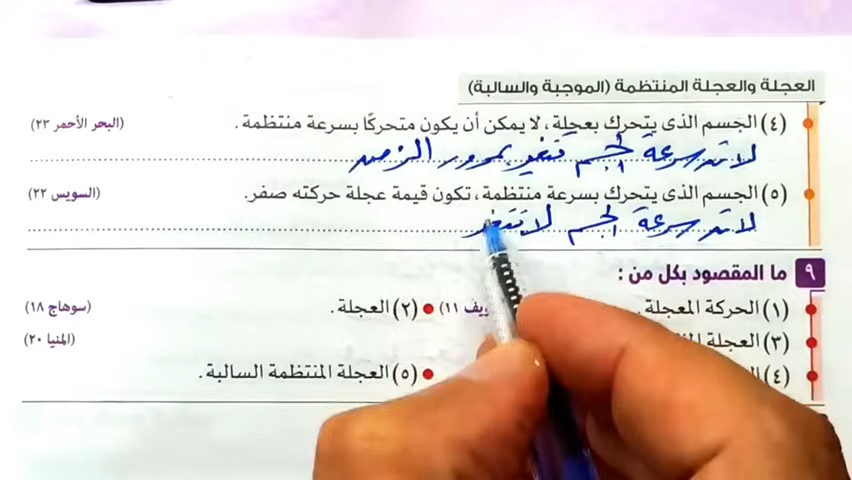 العجلة والعجلة المنتظمة (الموجبة والسالبة)
(٤) الجسم الذى يتحرك بعجلة، لا يمكن أن يكون متحركًا بسرعة منتظمة. (البحر الأحمر ٢٣)
لأن سرعة الجسم تتغير بمرور الزمن
(٥) الجسم الذى يتحرك بسرعة منتظمة، تكون قيمة عجلة حركته صفر. (السويس ٢٢)
لأن سرعة الجسم لا تتغير
٩ ما المقصود بكل من :
(١) الحركة المعجلة. ويف ١١) (٢) العجلة. (سوهاج ١٨)
(٣) العجلة (المنيا ٢٠)
(٤) (٥) العجلة المنتظمة السالبة.